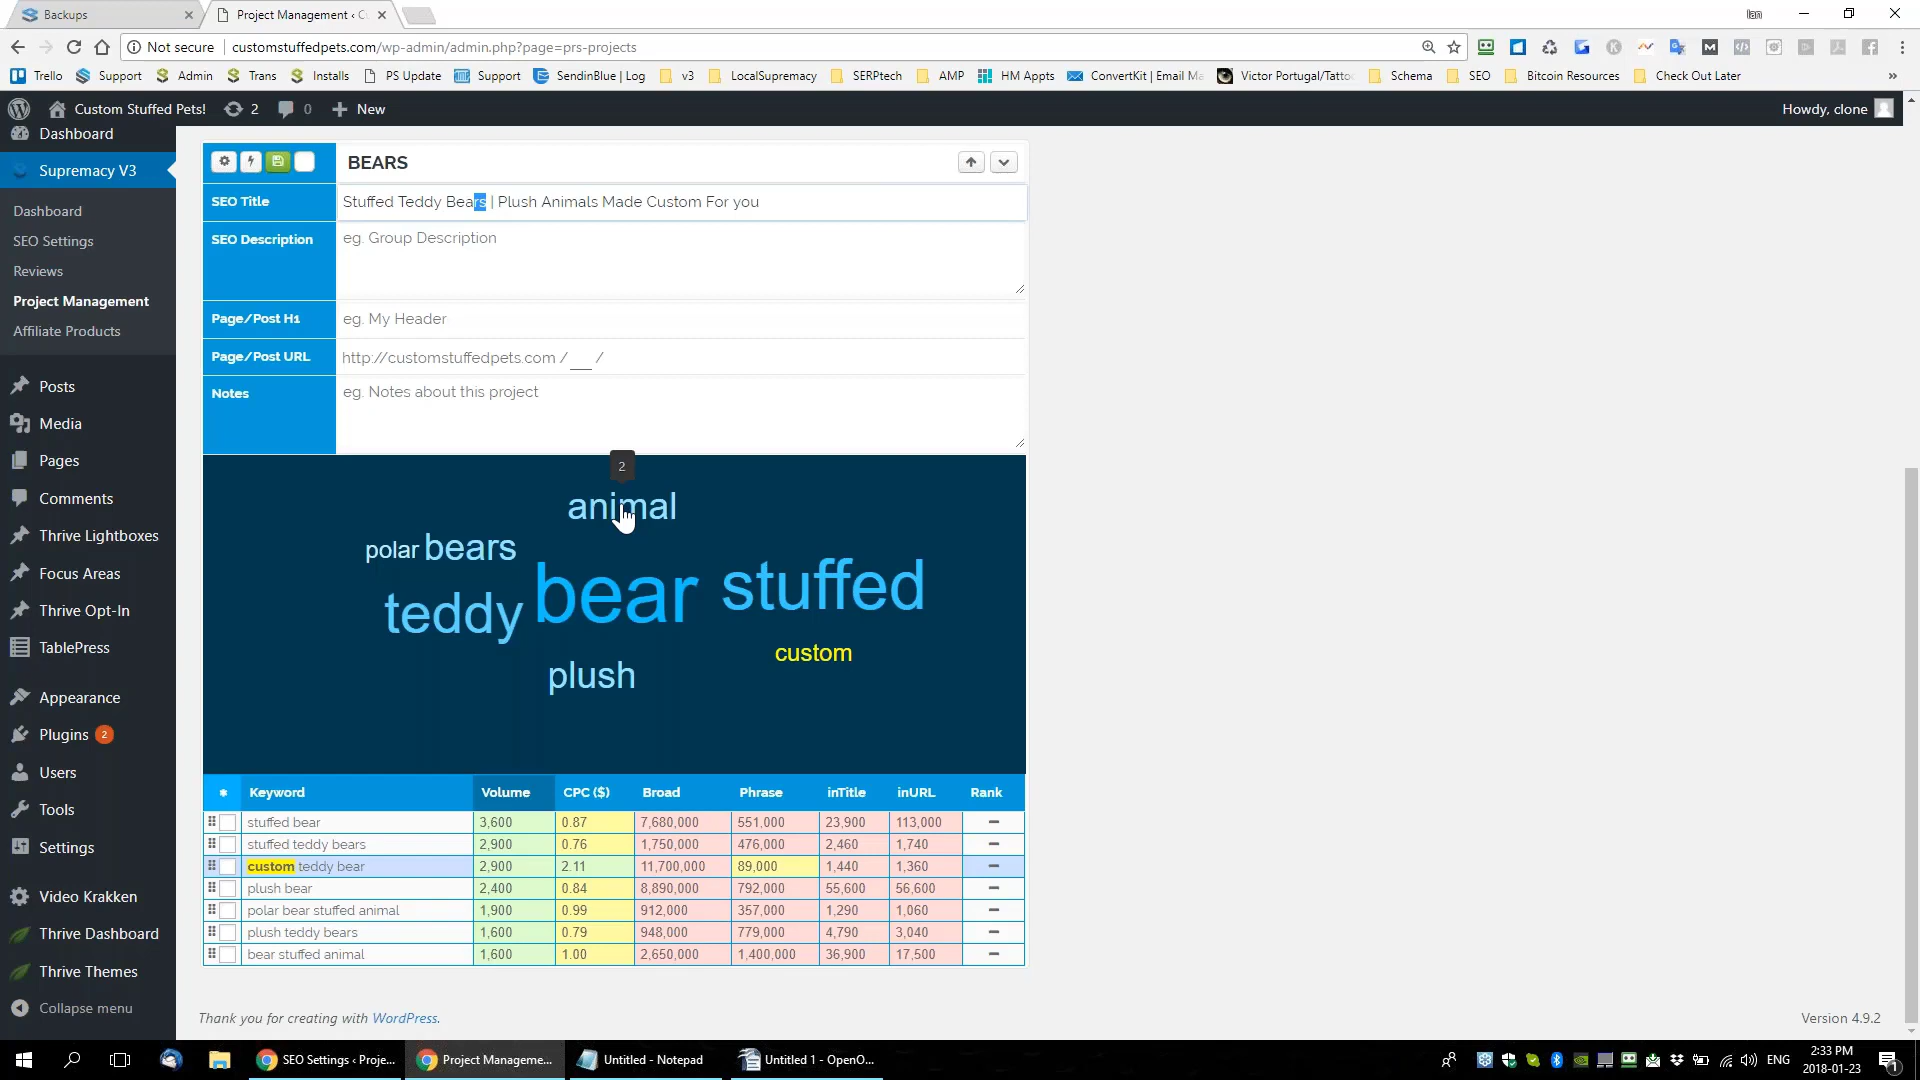 Backups
Project Management ‹ C
Ian
Not secure
customstuffedpets.com/wp-admin/admin.php?page=prs-projects
Trello
Support
Admin
Trans
Installs
PS Update
Support
SendinBlue | Log
v3
LocalSupremacy
SERPtech
AMP
HM Appts
ConvertKit | Email Ma
Victor Portugal/Tatto
Schema
SEO
Bitcoin Resources
Check Out Later
»
Custom Stuffed Pets!
2
0
New
Howdy, clone
Dashboard
Supremacy V3
Dashboard
SEO Settings
Reviews
Project Management
Affiliate Products
Posts
Media
Pages
Comments
Thrive Lightboxes
Focus Areas
Thrive Opt-In
TablePress
Appearance
Plugins 2
Users
Tools
Settings
Video Krakken
Thrive Dashboard
Thrive Themes
Collapse menu
BEARS
SEO Title
Stuffed Teddy Bears | Plush Animals Made Custom For you
SEO Description
eg. Group Description
Page/Post H1
eg. My Header
Page/Post URL
http://customstuffedpets.com / ___ /
Notes
eg. Notes about this project
2
animal
polar
bears
bear
stuffed
teddy
custom
plush
* Keyword Volume CPC ($) Broad Phrase inTitle inURL Rank
stuffed bear 3,600 0.87 7,680,000 551,000 23,900 113,000 –
stuffed teddy bears 2,900 0.76 1,750,000 476,000 2,460 1,740 –
custom teddy bear 2,900 2.11 11,700,000 89,000 1,440 1,360 –
plush bear 2,400 0.84 8,890,000 792,000 55,600 56,600 –
polar bear stuffed animal 1,900 0.99 912,000 357,000 1,290 1,060 –
plush teddy bears 1,600 0.79 948,000 779,000 4,790 3,040 –
bear stuffed animal 1,600 1.00 2,650,000 1,400,000 36,900 17,500 –
Thank you for creating with WordPress.
Version 4.9.2
SEO Settings ‹ Proje...
Project Manageme...
Untitled - Notepad
Untitled 1 - OpenO...
ENG
2:33 PM
2018-01-23
1